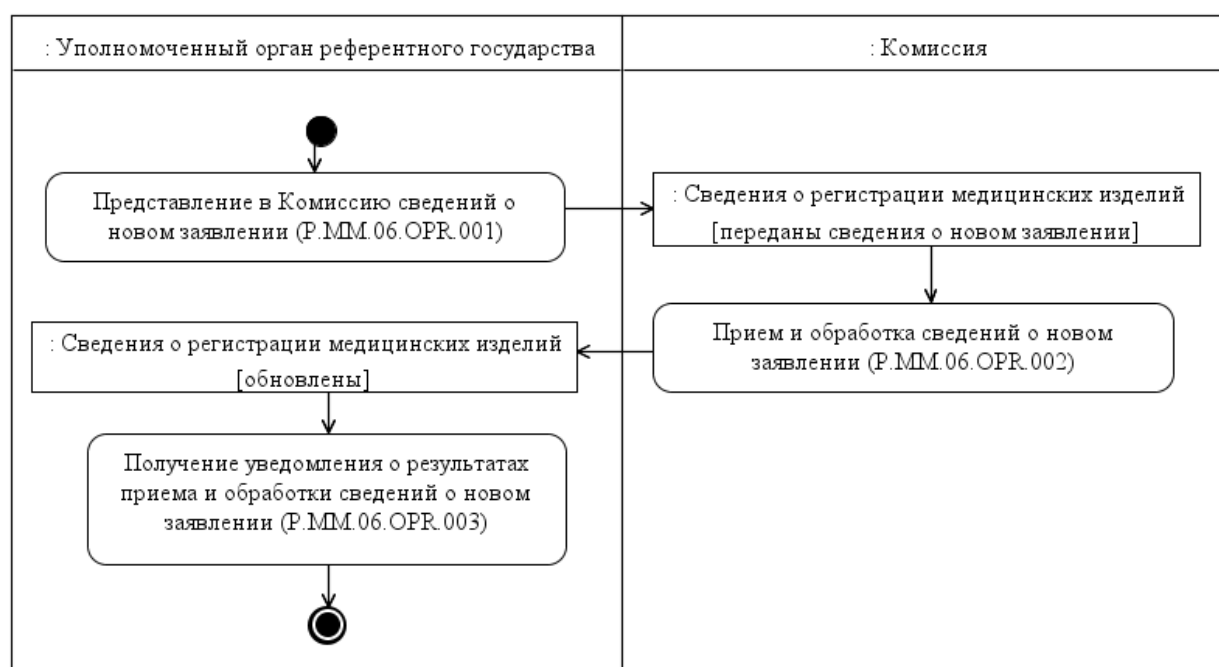 : Уполномоченный орган референтного государства
: Комиссия
Представление в Комиссию сведений о
новом заявлении (P.MM.06.OPR.001)
: Сведения о регистрации медицинских изделий
[переданы сведения о новом заявлении]
Прием и обработка сведений о новом
заявлении (P.MM.06.OPR.002)
: Сведения о регистрации медицинских изделий
[обновлены]
Получение уведомления о результатах
приема и обработки сведений о новом
заявлении (P.MM.06.OPR.003)